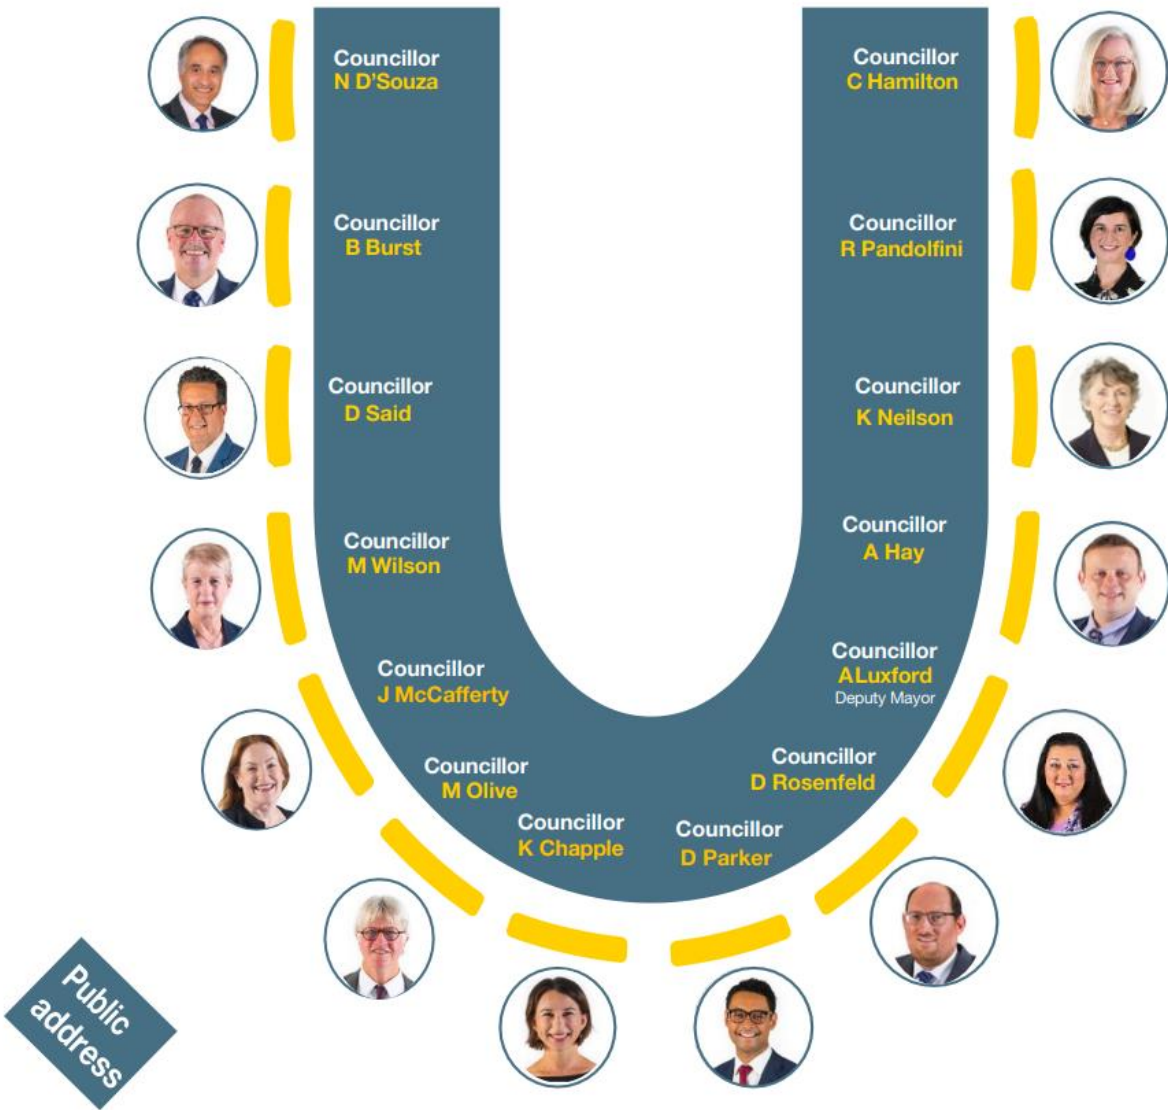 Councillor
N D'Souza
Councillor
C Hamilton
Councillor
B Burst
Councillor
R Pandolfini
Councillor
D Said
Councillor
K Neilson
Councillor
M Wilson
Councillor
A Hay
Councillor
J McCafferty
Councillor
ALuxford
Deputy Mayor
Councillor
M Olive
Councillor
D Rosenfeld
Councillor
K Chapple
Councillor
D Parker
Public
address